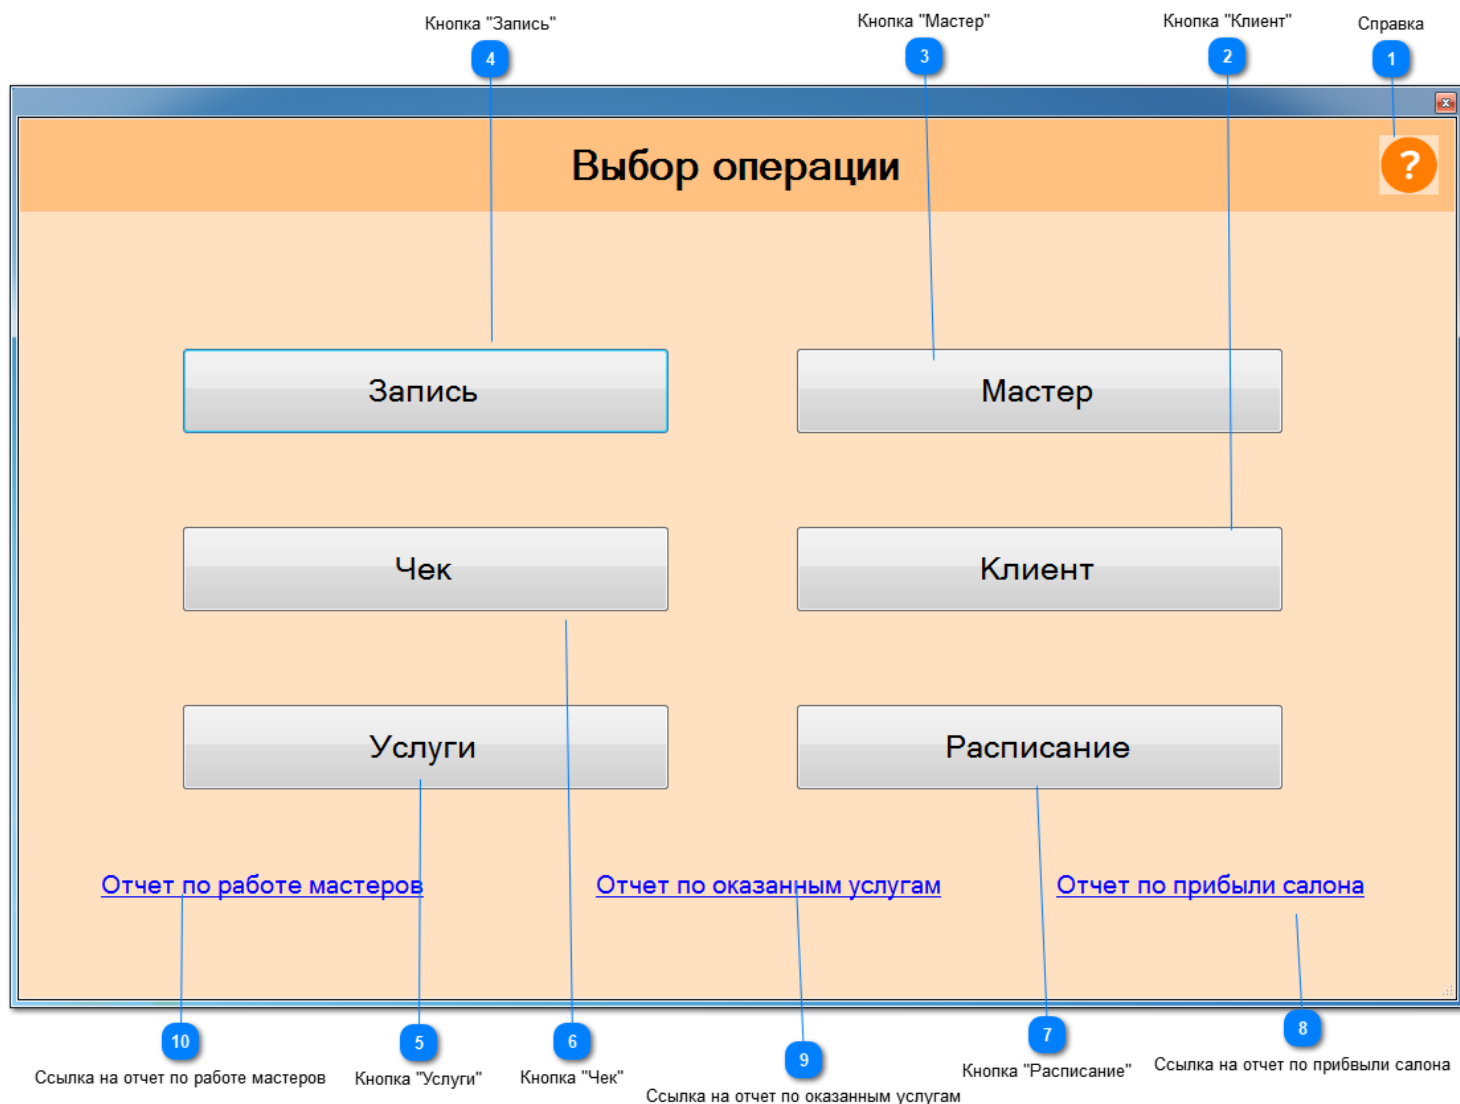 Кнопка "Запись"
Кнопка "Мастер"
Кнопка "Клиент"
Справка
4
3
2
1
Выбор операции
?
Запись
Мастер
Чек
Клиент
Услуги
Расписание
Отчет по работе мастеров
Отчет по оказанным услугам
Отчет по прибыли салона
10
5
6
9
7
8
Ссылка на отчет по работе мастеров
Кнопка "Услуги"
Кнопка "Чек"
Ссылка на отчет по оказанным услугам
Кнопка "Расписание"
Ссылка на отчет по прибвыли салона